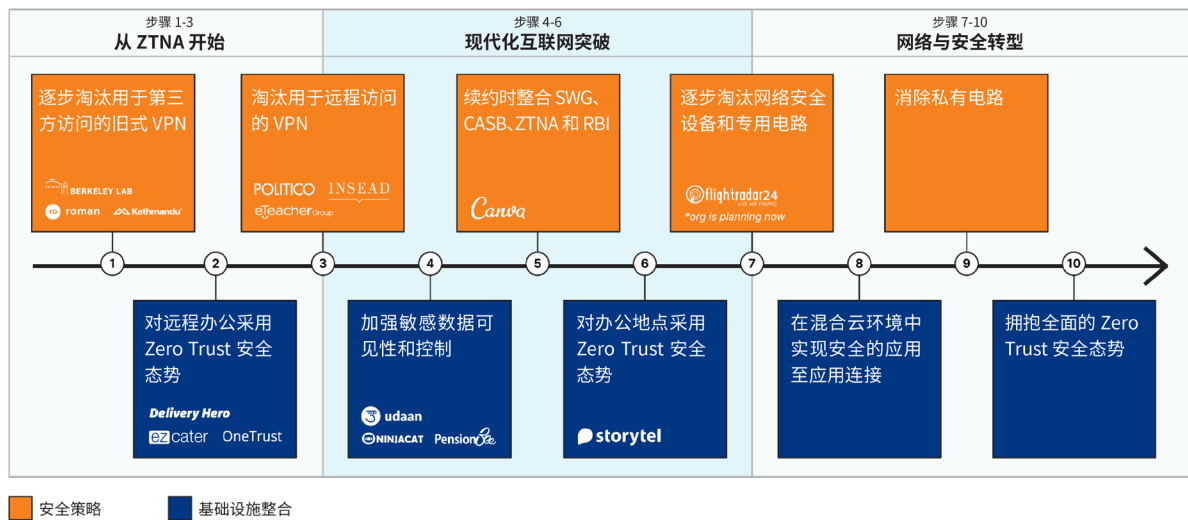 步骤 1-3
从 ZTNA 开始
步骤 4-6
现代化互联网突破
步骤 7-10
网络与安全转型
逐步淘汰用于第三
方访问的旧式 VPN
BERKELEY LAB
ro roman
Kathmandu
淘汰用于远程访问
的 VPN
POLITICO
INSEAD
eTeacher Group
续约时整合 SWG、
CASB、ZTNA 和 RBI
Canva
逐步淘汰网络安全
设备和专用电路
flightradar24
LIVE AIR TRAFFIC
*org is planning now
消除私有电路
1
2
3
4
5
6
7
8
9
10
对远程办公采用
Zero Trust 安全
态势
Delivery Hero
ezcater
OneTrust
加强敏感数据可
见性和控制
udaan
NINJACAT
PensionBee
对办公地点采用
Zero Trust 安全
态势
storytel
在混合云环境中
实现安全的应用
至应用连接
拥抱全面的 Zero
Trust 安全态势
安全策略
基础设施整合